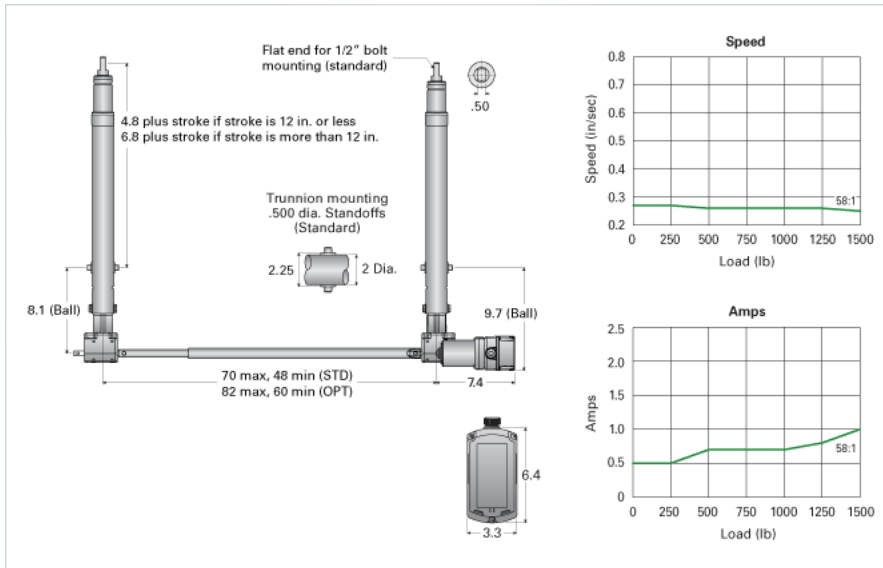 Flat end for 1/2" bolt
mounting (standard)
.50
4.8 plus stroke if stroke is 12 in. or less
6.8 plus stroke if stroke is more than 12 in.
Trunnion mounting
.500 dia. Standoffs
(Standard)
2.25
2 Dia.
8.1 (Ball)
9.7 (Ball)
70 max, 48 min (STD)
82 max, 60 min (OPT)
7.4
6.4
3.3
Speed
Speed (in/sec)
0.8
0.7
0.6
0.5
0.4
0.3
0.2
58:1
0 250 500 750 1000 1250 1500
Load (lb)
Amps
Amps
2.5
2.0
1.5
1.0
0.5
0
58:1
0 250 500 750 1000 1250 1500
Load (lb)